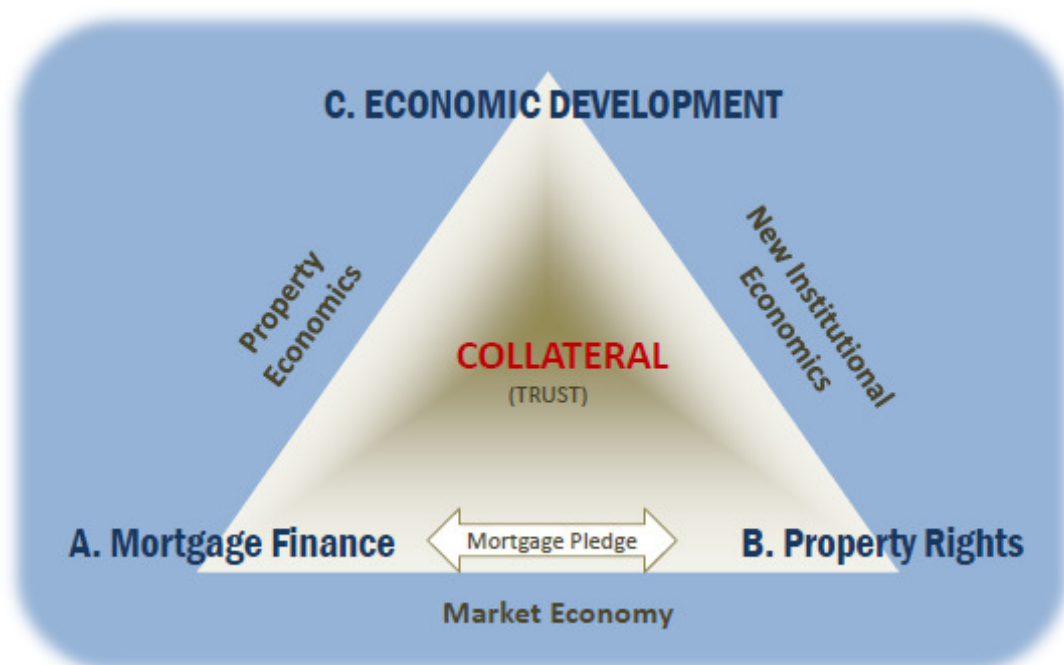 C. ECONOMIC DEVELOPMENT
Property
Economics
New Institutional
Economics
COLLATERAL
(TRUST)
A. Mortgage Finance
Mortgage Pledge
B. Property Rights
Market Economy